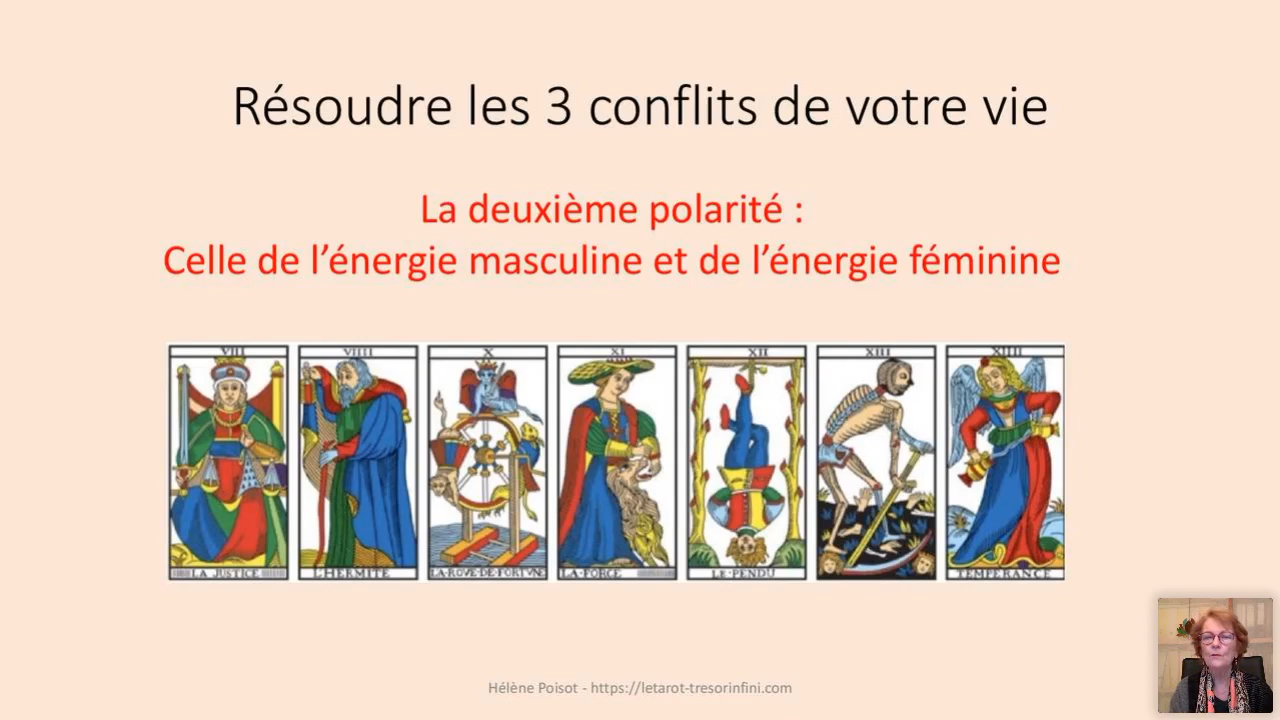 Résoudre les 3 conflits de votre vie
La deuxième polarité :
Celle de l’énergie masculine et de l’énergie féminine
VIII
VIIII
X
XI
XII
XIII
XIIII
LA JUSTICE
L'HERMITE
LA·ROVE·DE·FORTVNE
LA·FORCE
LE·PENDU
TEMPÉRANCE
Hélène Poisot - https://letarot-tresorinfini.com